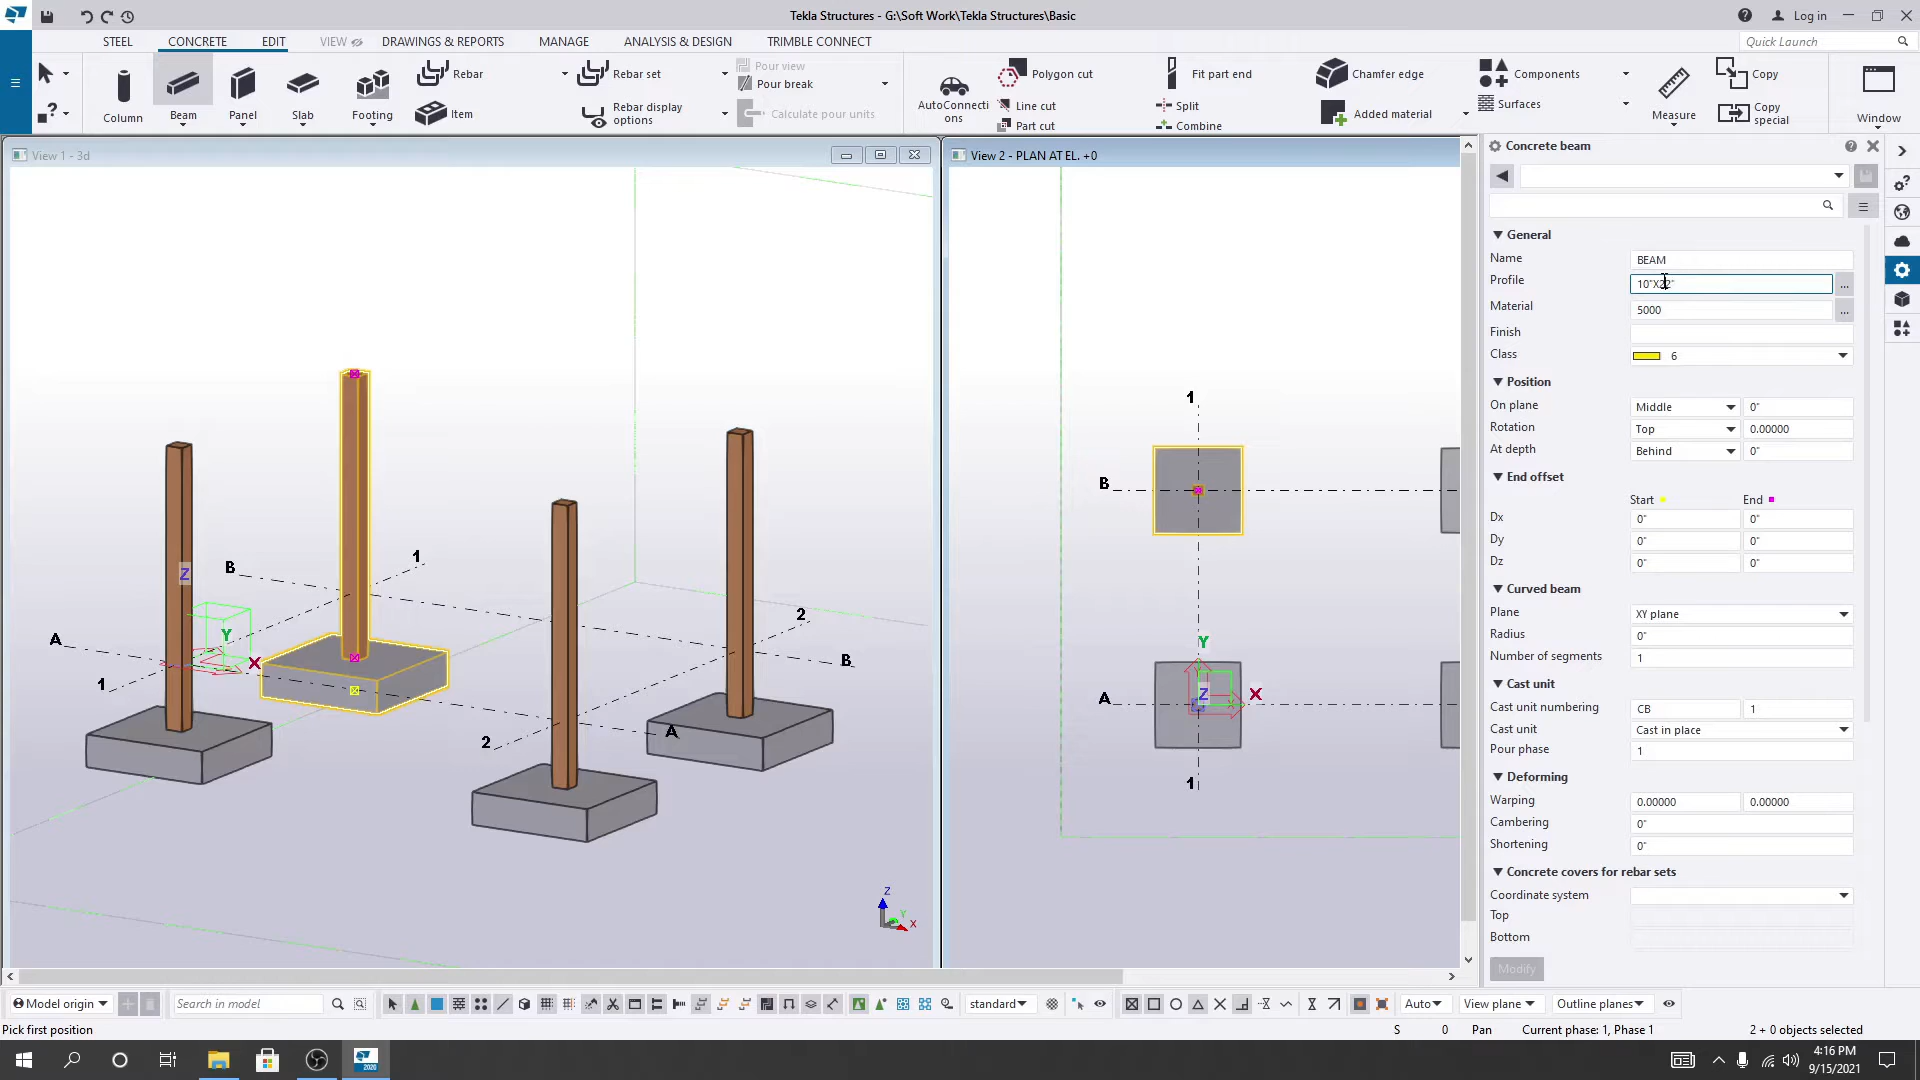 Tekla Structures - G:\Soft Work\Tekla Structures\Basic
Log in
STEEL CONCRETE EDIT VIEW DRAWINGS & REPORTS MANAGE ANALYSIS & DESIGN TRIMBLE CONNECT
Quick Launch
Column
Beam
Panel
Slab
Footing
Rebar
Item
Rebar set
Rebar display
options
Pour view
Pour break
Calculate pour units
AutoConnecti
ons
Polygon cut
Line cut
Part cut
Fit part end
Split
Combine
Chamfer edge
Added material
Components
Surfaces
Measure
Copy
Copy
special
Window
View 1 - 3d
B
1
Z
Y
X
A
1
2
B
A
2
Z
Y
X
View 2 - PLAN AT EL. +0
1
B
Y
Z
X
A
1
Concrete beam
General
Name BEAM
Profile
Material 5000
Finish
Class 6
Position
On plane Middle 0"
Rotation Top 0.00000
At depth Behind 0"
End offset
Start End
Dx 0" 0"
Dy 0" 0"
Dz 0" 0"
Curved beam
Plane XY plane
Radius 0"
Number of segments 1
Cast unit
Cast unit numbering CB 1
Cast unit Cast in place
Pour phase 1
Deforming
Warping 0.00000 0.00000
Cambering 0"
Shortening 0"
Concrete covers for rebar sets
Coordinate system
Top
Bottom
Modify
Model origin
Search in model
standard
Auto
View plane
Outline planes
Pick first position
S 0 Pan Current phase: 1, Phase 1 2 + 0 objects selected
2020
4:16 PM
9/15/2021